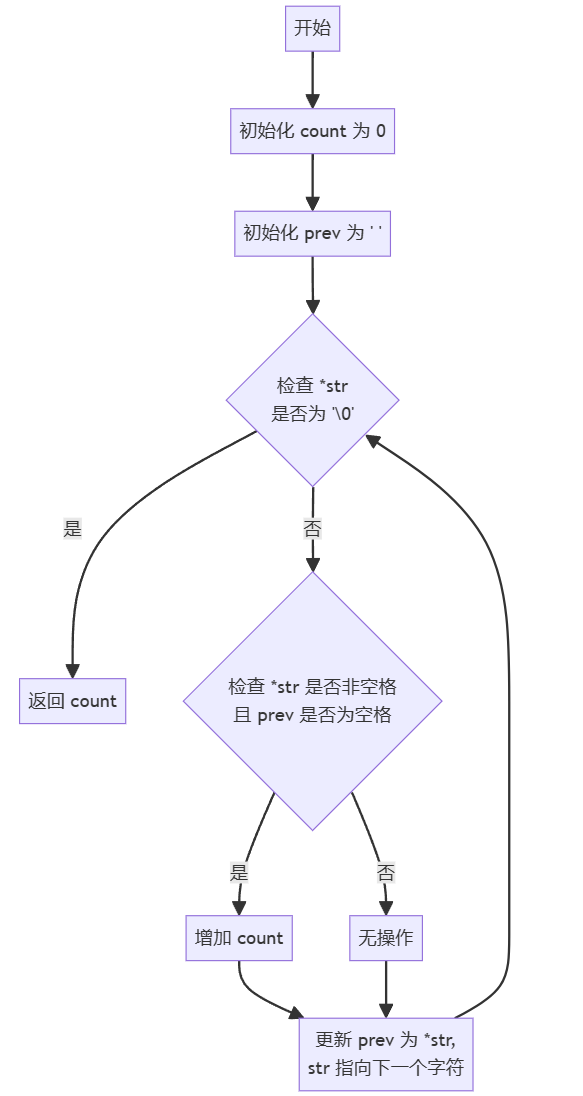 开始
初始化 count 为 0
初始化 prev 为 ' '
检查 *str
是否为 '\0'
是
否
返回 count
检查 *str 是否非空格
且 prev 是否为空格
是
否
增加 count
无操作
更新 prev 为 *str,
str 指向下一个字符